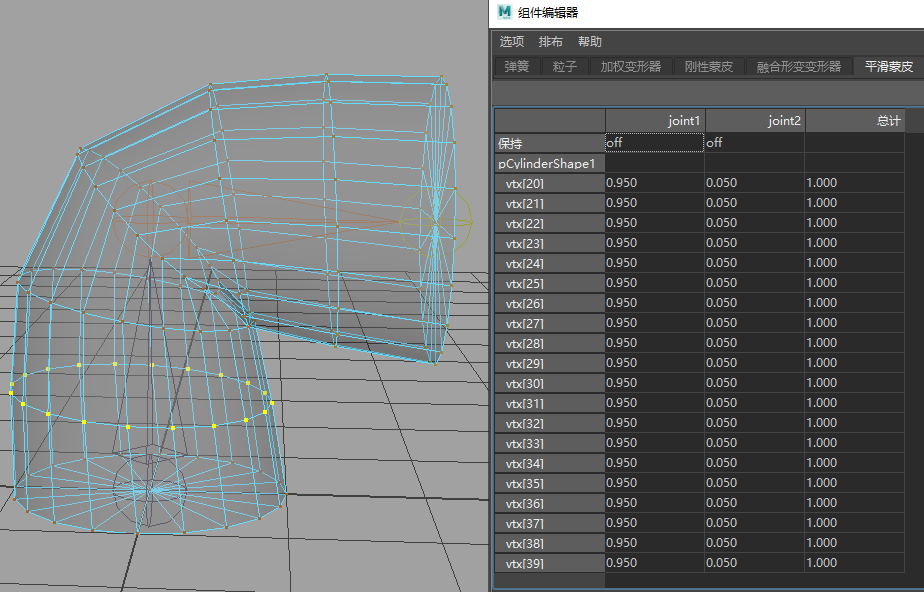 组件编辑器
选项 排布 帮助
弹簧 粒子 加权变形器 刚性蒙皮 融合形变变形器 平滑蒙皮
joint1 joint2 总计
保持 off off
pCylinderShape1
vtx[20] 0.950 0.050 1.000
vtx[21] 0.950 0.050 1.000
vtx[22] 0.950 0.050 1.000
vtx[23] 0.950 0.050 1.000
vtx[24] 0.950 0.050 1.000
vtx[25] 0.950 0.050 1.000
vtx[26] 0.950 0.050 1.000
vtx[27] 0.950 0.050 1.000
vtx[28] 0.950 0.050 1.000
vtx[29] 0.950 0.050 1.000
vtx[30] 0.950 0.050 1.000
vtx[31] 0.950 0.050 1.000
vtx[32] 0.950 0.050 1.000
vtx[33] 0.950 0.050 1.000
vtx[34] 0.950 0.050 1.000
vtx[35] 0.950 0.050 1.000
vtx[36] 0.950 0.050 1.000
vtx[37] 0.950 0.050 1.000
vtx[38] 0.950 0.050 1.000
vtx[39] 0.950 0.050 1.000